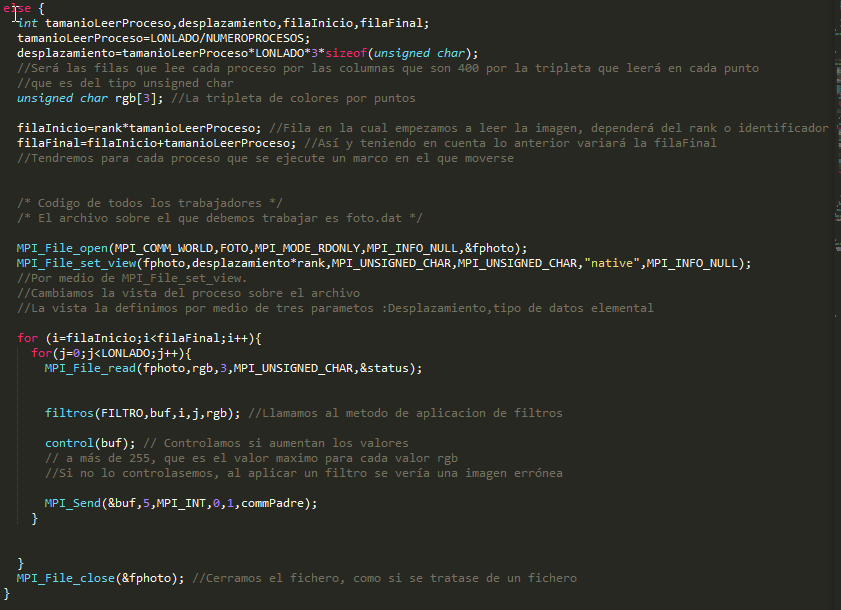 else {
int tamanioLeerProceso,desplazamiento,filaInicio,filaFinal;
tamanioLeerProceso=LONLADO/NUMEROPROCESOS;
desplazamiento=tamanioLeerProceso*LONLADO*3*sizeof(unsigned char);
//Será las filas que lee cada proceso por las columnas que son 400 por la tripleta que leerá en cada punto
//que es del tipo unsigned char
unsigned char rgb[3]; //La tripleta de colores por puntos
filaInicio=rank*tamanioLeerProceso; //Fila en la cual empezamos a leer la imagen, dependerá del rank o identificador
filaFinal=filaInicio+tamanioLeerProceso; //Así y teniendo en cuenta lo anterior variará la filaFinal
//Tendremos para cada proceso que se ejecute un marco en el que moverse
/* Codigo de todos los trabajadores */
/* El archivo sobre el que debemos trabajar es foto.dat */
MPI_File_open(MPI_COMM_WORLD,FOTO,MPI_MODE_RDONLY,MPI_INFO_NULL,&fphoto);
MPI_File_set_view(fphoto,desplazamiento*rank,MPI_UNSIGNED_CHAR,MPI_UNSIGNED_CHAR,"native",MPI_INFO_NULL);
//Por medio de MPI_File_set_view.
//Cambiamos la vista del proceso sobre el archivo
//La vista la definimos por medio de tres parametos :Desplazamiento,tipo de datos elemental
for (i=filaInicio;i<filaFinal;i++){
for(j=0;j<LONLADO;j++){
MPI_File_read(fphoto,rgb,3,MPI_UNSIGNED_CHAR,&status);
filtros(FILTRO,buf,i,j,rgb); //Llamamos al metodo de aplicacion de filtros
control(buf); // Controlamos si aumentan los valores
// a más de 255, que es el valor maximo para cada valor rgb
//Si no lo controlasemos, al aplicar un filtro se vería una imagen errónea
MPI_Send(&buf,5,MPI_INT,0,1,commPadre);
}
}
MPI_File_close(&fphoto); //Cerramos el fichero, como si se tratase de un fichero
}